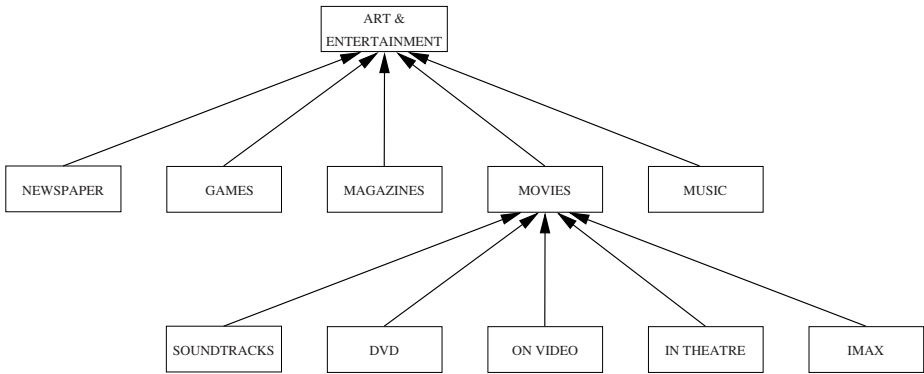 ART &
ENTERTAINMENT
NEWSPAPER
GAMES
MAGAZINES
MOVIES
MUSIC
SOUNDTRACKS
DVD
ON VIDEO
IN THEATRE
IMAX